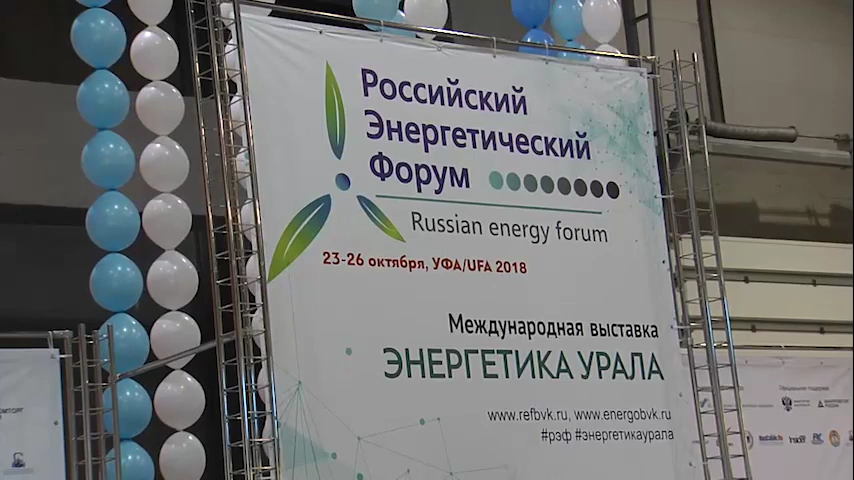 Российский
Энергетический
Форум
Russian energy forum
23-26 октября, УФА/UFA 2018
Международная выставка
ЭНЕРГЕТИКА УРАЛА
www.refbvk.ru, www.energobvk.ru
#рэф #энергетикаурала